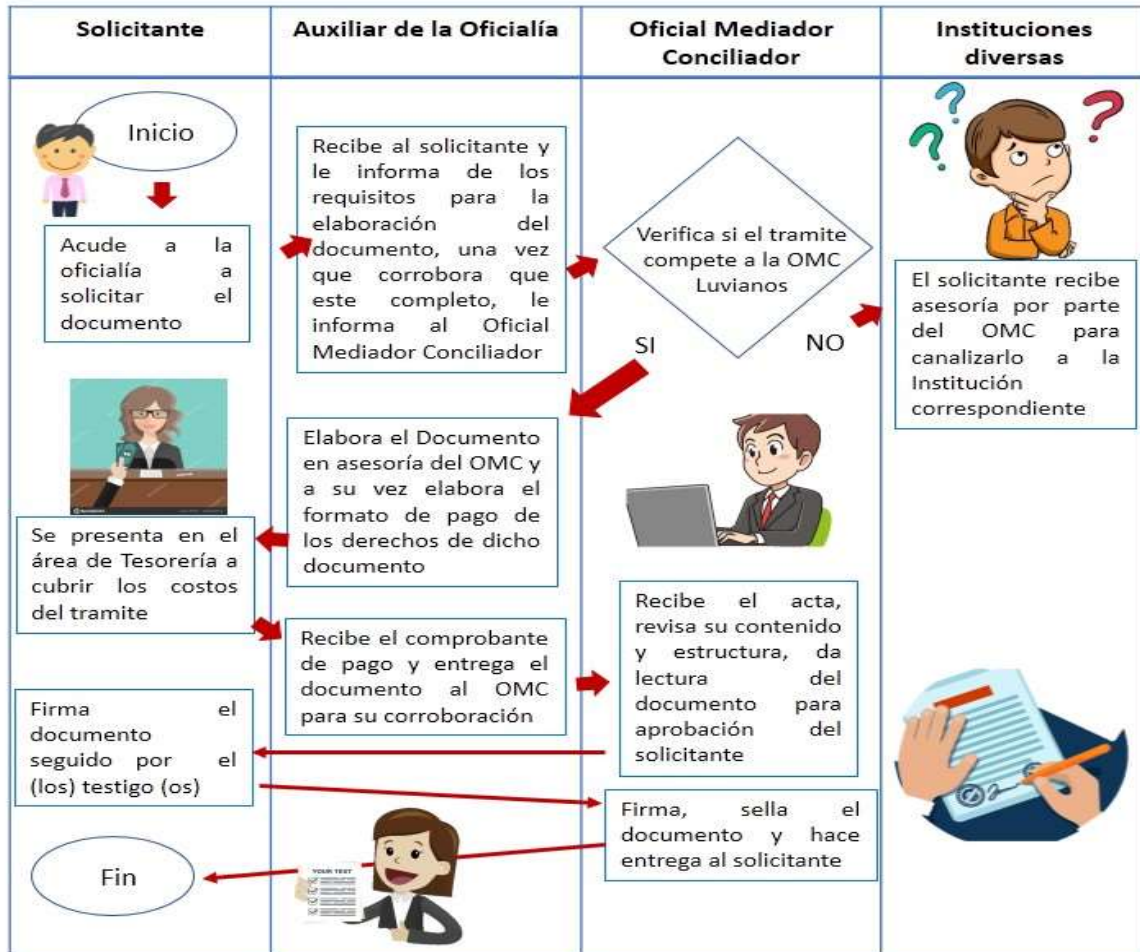 Solicitante
Auxiliar de la Oficialía
Oficial Mediador
Conciliador
Instituciones
diversas
Inicio
Acude a la
oficialía a
solicitar el
documento
Recibe al solicitante y
le informa de los
requisitos para la
elaboración del
documento, una vez
que corrobora que
este completo, le
informa al Oficial
Mediador Conciliador
Verifica si el tramite
compete a la OMC
Luvianos
SI
NO
El solicitante recibe
asesoría por parte
del OMC para
canalizarlo a la
Institución
correspondiente
Elabora el Documento
en asesoría del OMC y
a su vez elabora el
formato de pago de
los derechos de dicho
documento
Se presenta en el
área de Tesorería a
cubrir los costos
del tramite
Recibe el comprobante
de pago y entrega el
documento al OMC
para su corroboración
Recibe el acta,
revisa su contenido
y estructura, da
lectura del
documento para
aprobación del
solicitante
Firma el
documento
seguido por el
(los) testigo (os)
Firma, sella el
documento y hace
entrega al solicitante
Fin
YOUR TEST